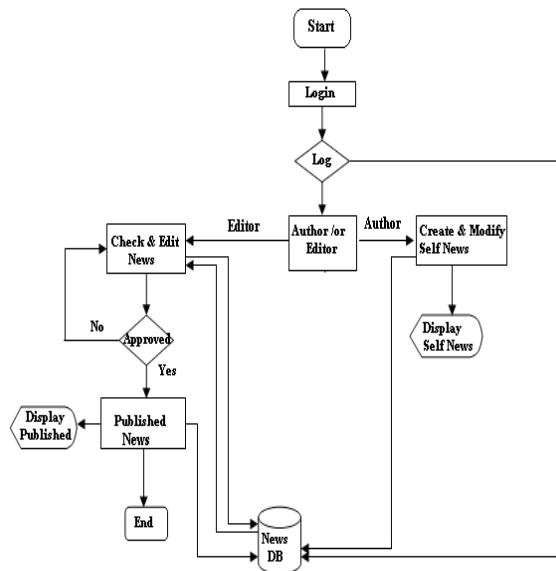 Start
Login
Log
Editor
Author /or
Editor
Author
Create & Modify
Self News
Check & Edit
News
Display
Self News
No
Approved
Yes
Display
Published
Published
News
End
News
DB